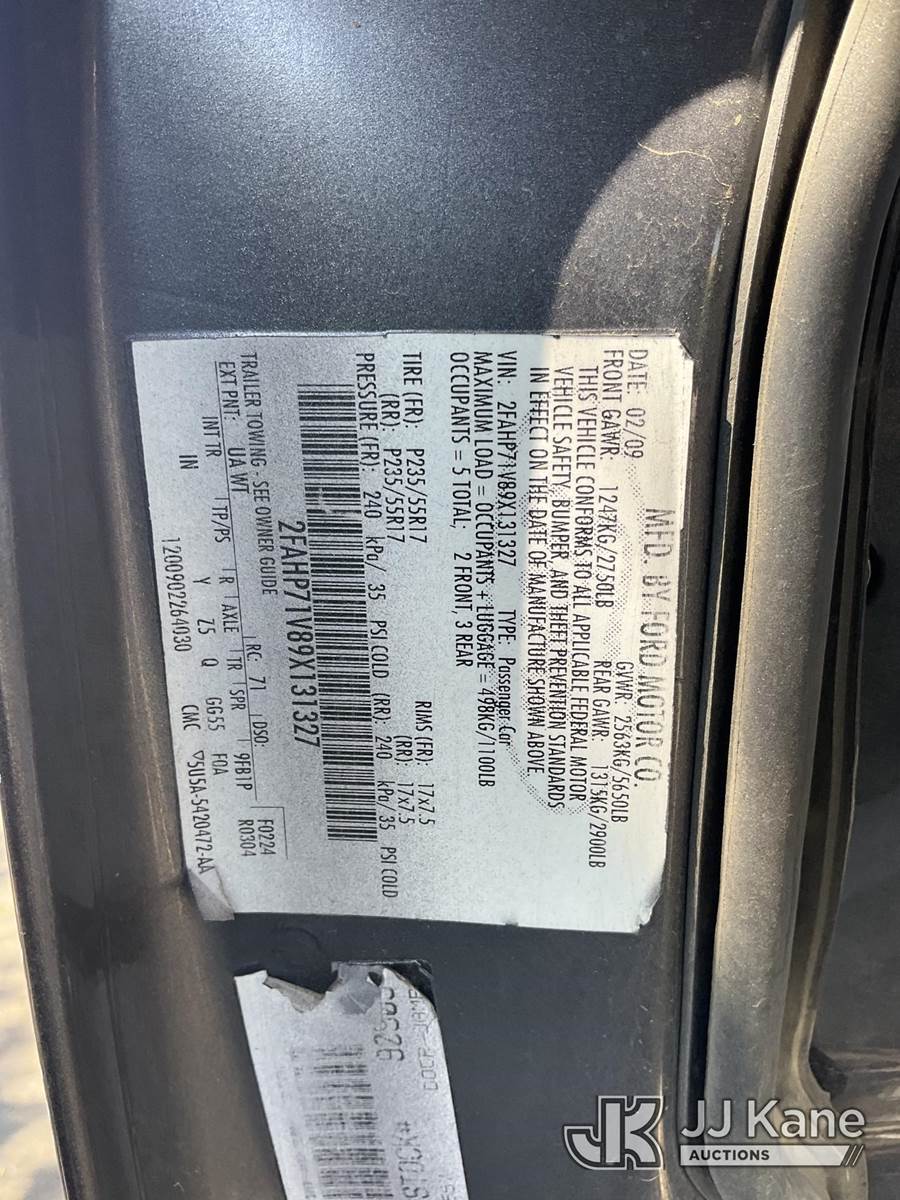 MFD. BY FORD MOTOR CO.
DATE: 02/09 GVWR: 2563KG/5650LB
FRONT GAWR: 1247KG/2750LB REAR GAWR: 1315KG/2900LB
THIS VEHICLE CONFORMS TO ALL APPLICABLE FEDERAL MOTOR
VEHICLE SAFETY, BUMPER, AND THEFT PREVENTION STANDARDS
IN EFFECT ON THE DATE OF MANUFACTURE SHOWN ABOVE.
VIN: 2FAHP71V89X131327 TYPE: Passenger Car
MAXIMUM LOAD = OCCUPANTS + LUGGAGE = 498KG/1100LB
OCCUPANTS = 5 TOTAL; 2 FRONT, 3 REAR
TIRE (FR): P235/55R17 RIMS (FR): 17x7.5
(RR): P235/55R17 (RR): 17x7.5
PRESSURE (FR): 240 kPa/ 35 PSI COLD (RR): 240 kPa/ 35 PSI COLD
2FAHP71V89X131327
TRAILER TOWING - SEE OWNER GUIDE
EXT PNT: UA WT RC: 71 DSO: F0224
R0304
INT TR TP/PS R AXLE TR SPR 9FB1P
IN Y Z5 Q GG55 F0A
1200902264030 CMC 5U5A-5420472-AA
JK JJ Kane
AUCTIONS